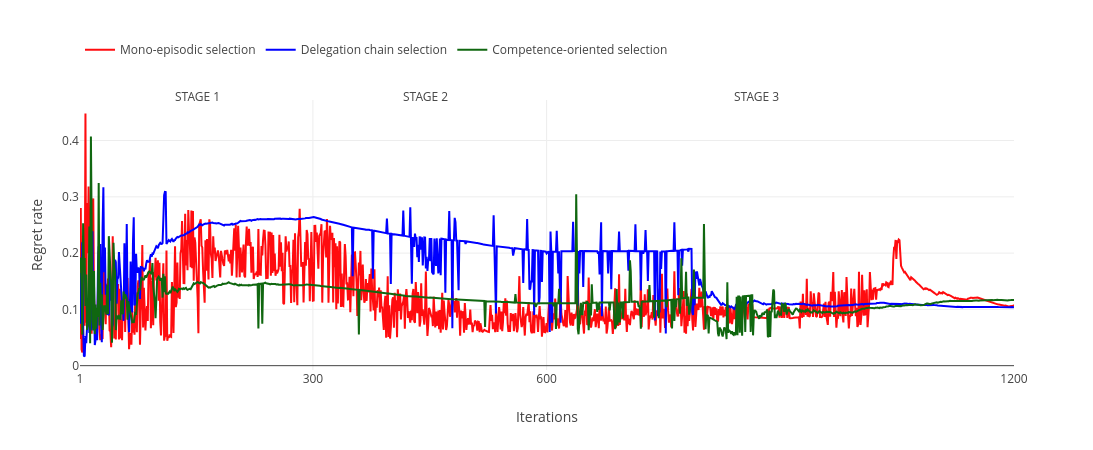 Mono-episodic selection Delegation chain selection Competence-oriented selection
STAGE 1 STAGE 2 STAGE 3
0.4
0.3
0.2
0.1
0
Regret rate
1 300 600 1200
Iterations